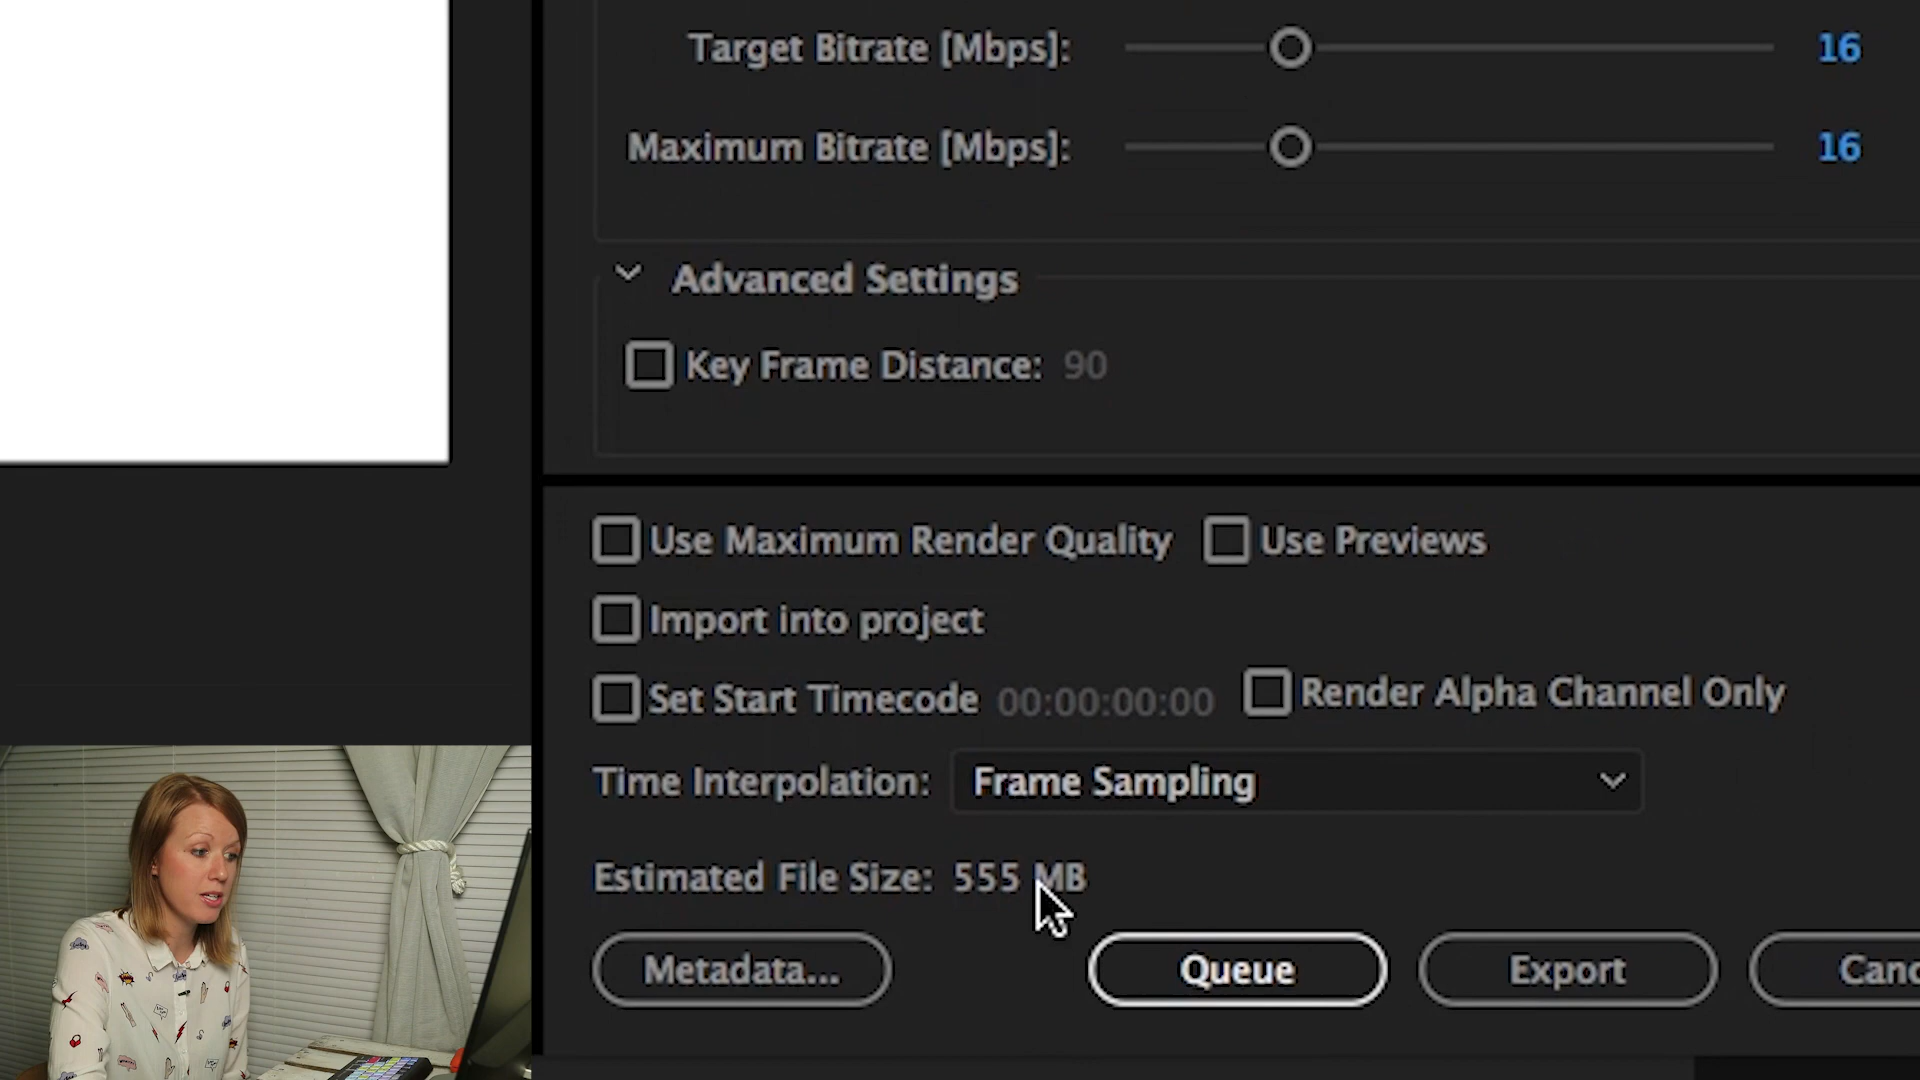 Target Bitrate [Mbps]: 16
Maximum Bitrate [Mbps]: 16
Advanced Settings
Key Frame Distance: 90
Use Maximum Render Quality Use Previews
Import into project
Set Start Timecode 00:00:00:00 Render Alpha Channel Only
Time Interpolation: Frame Sampling
Estimated File Size: 555 MB
Metadata... Queue Export Canc